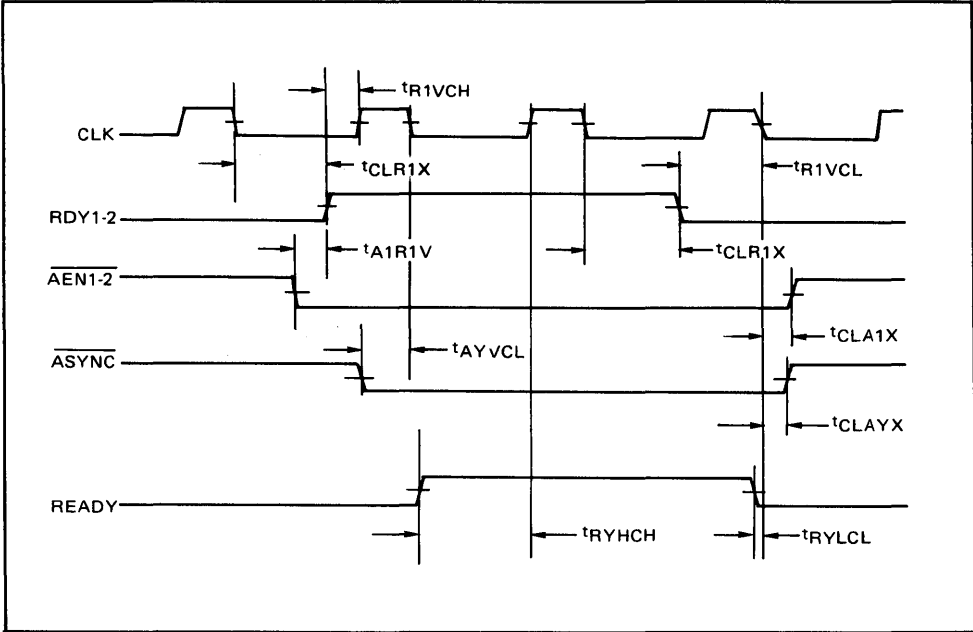 tR1VCH
CLK
tCLR1X
tR1VCL
RDY1-2
tA1R1V
tCLR1X
AEN1-2
tCLA1X
ASYNC
tAYVCL
tCLAYX
READY
tRYHCH
tRYLCL